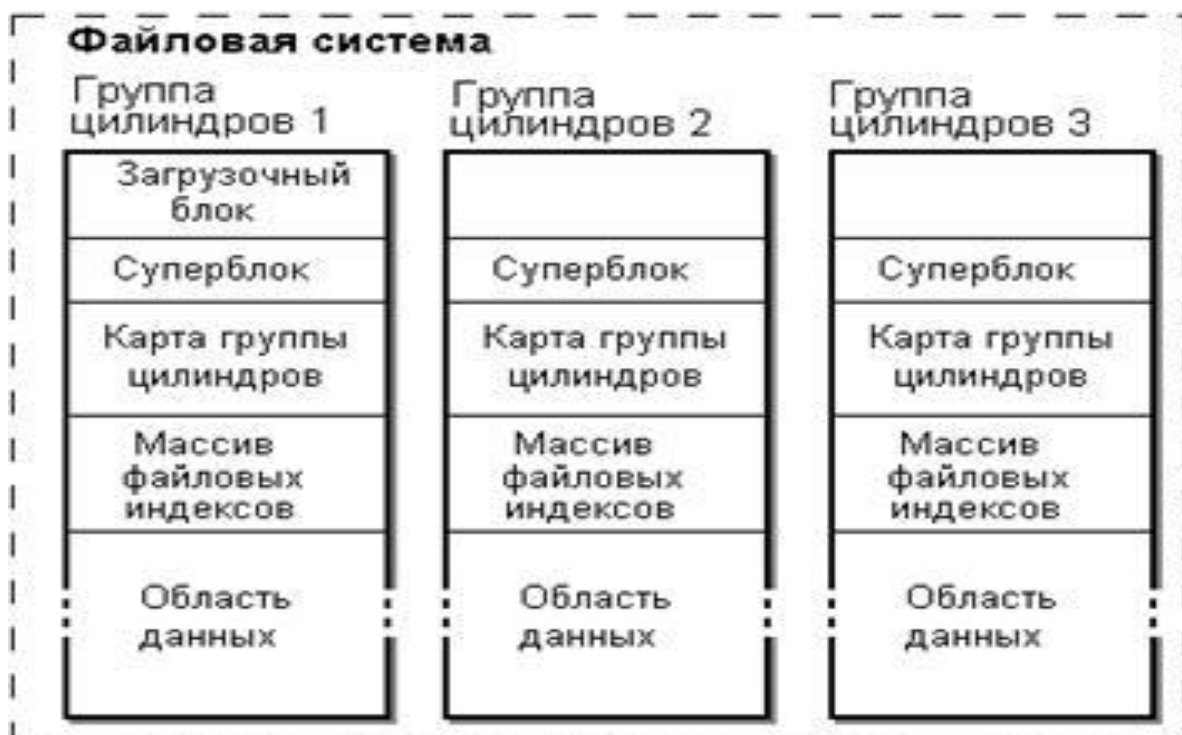 Файловая система
Группа
цилиндров 1
Загрузочный
блок
Суперблок
Карта группы
цилиндров
Массив
файловых
индексов
Область
данных
Группа
цилиндров 2
Суперблок
Карта группы
цилиндров
Массив
файловых
индексов
Область
данных
Группа
цилиндров 3
Суперблок
Карта группы
цилиндров
Массив
файловых
индексов
Область
данных